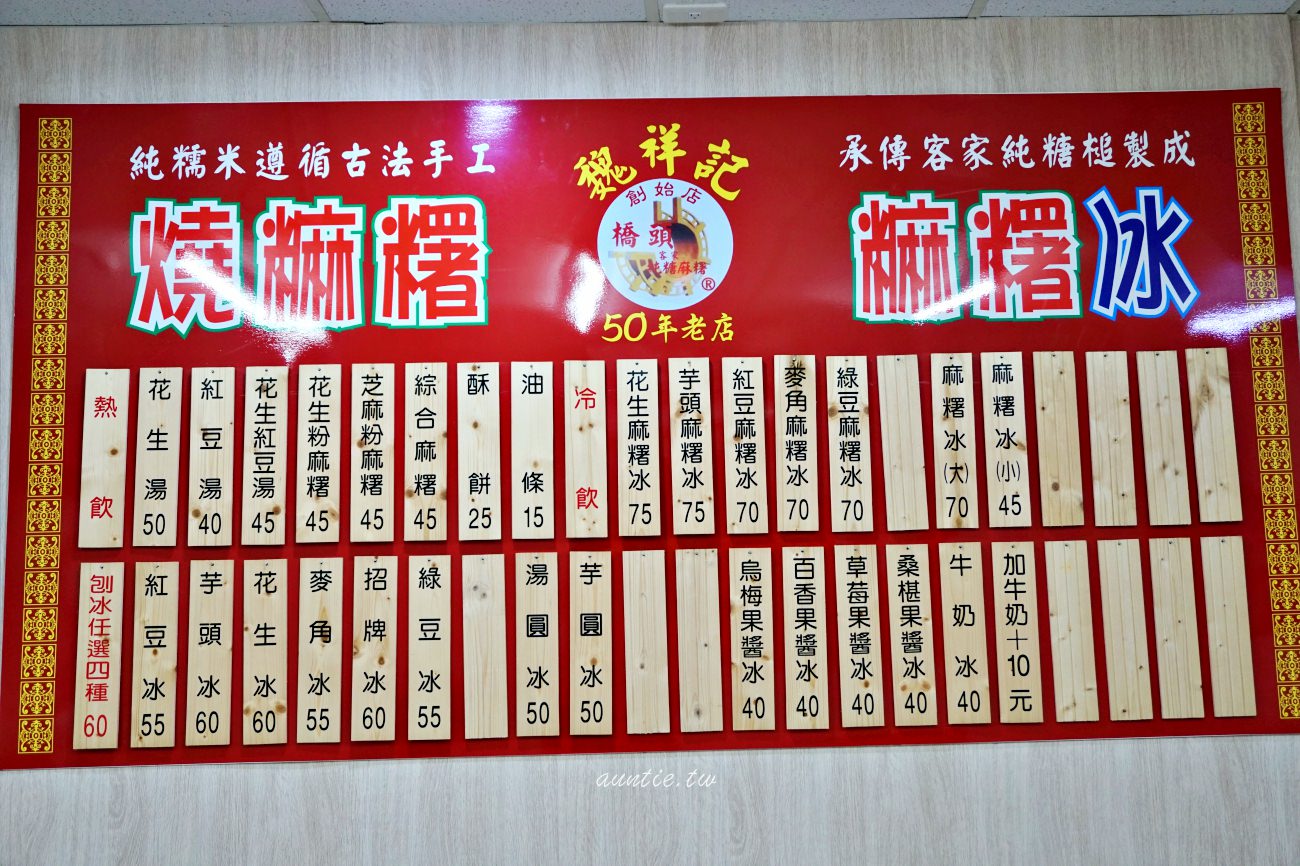 純糯米遵循古法手工
燒麻糬
魏祥記
創始店
橋頭
客家
純糖麻糬
®
50年老店
承傳客家純糖槌製成
麻糬冰
熱飲
花生湯50
紅豆湯40
花生紅豆湯45
花生粉麻糬45
芝麻粉麻糬45
綜合麻糬45
酥餅25
油條15
冷飲
花生麻糬冰75
芋頭麻糬冰75
紅豆麻糬冰70
麥角麻糬冰70
綠豆麻糬冰70
麻糬冰(大)70
麻糬冰(小)45
刨冰任選四種60
紅豆冰55
芋頭冰60
花生冰60
麥角冰55
招牌冰60
綠豆冰55
湯圓冰50
芋圓冰50
烏梅果醬冰40
百香果醬冰40
草莓果醬冰40
桑椹果醬冰40
牛奶冰40
加牛奶十10元
auntie.tw